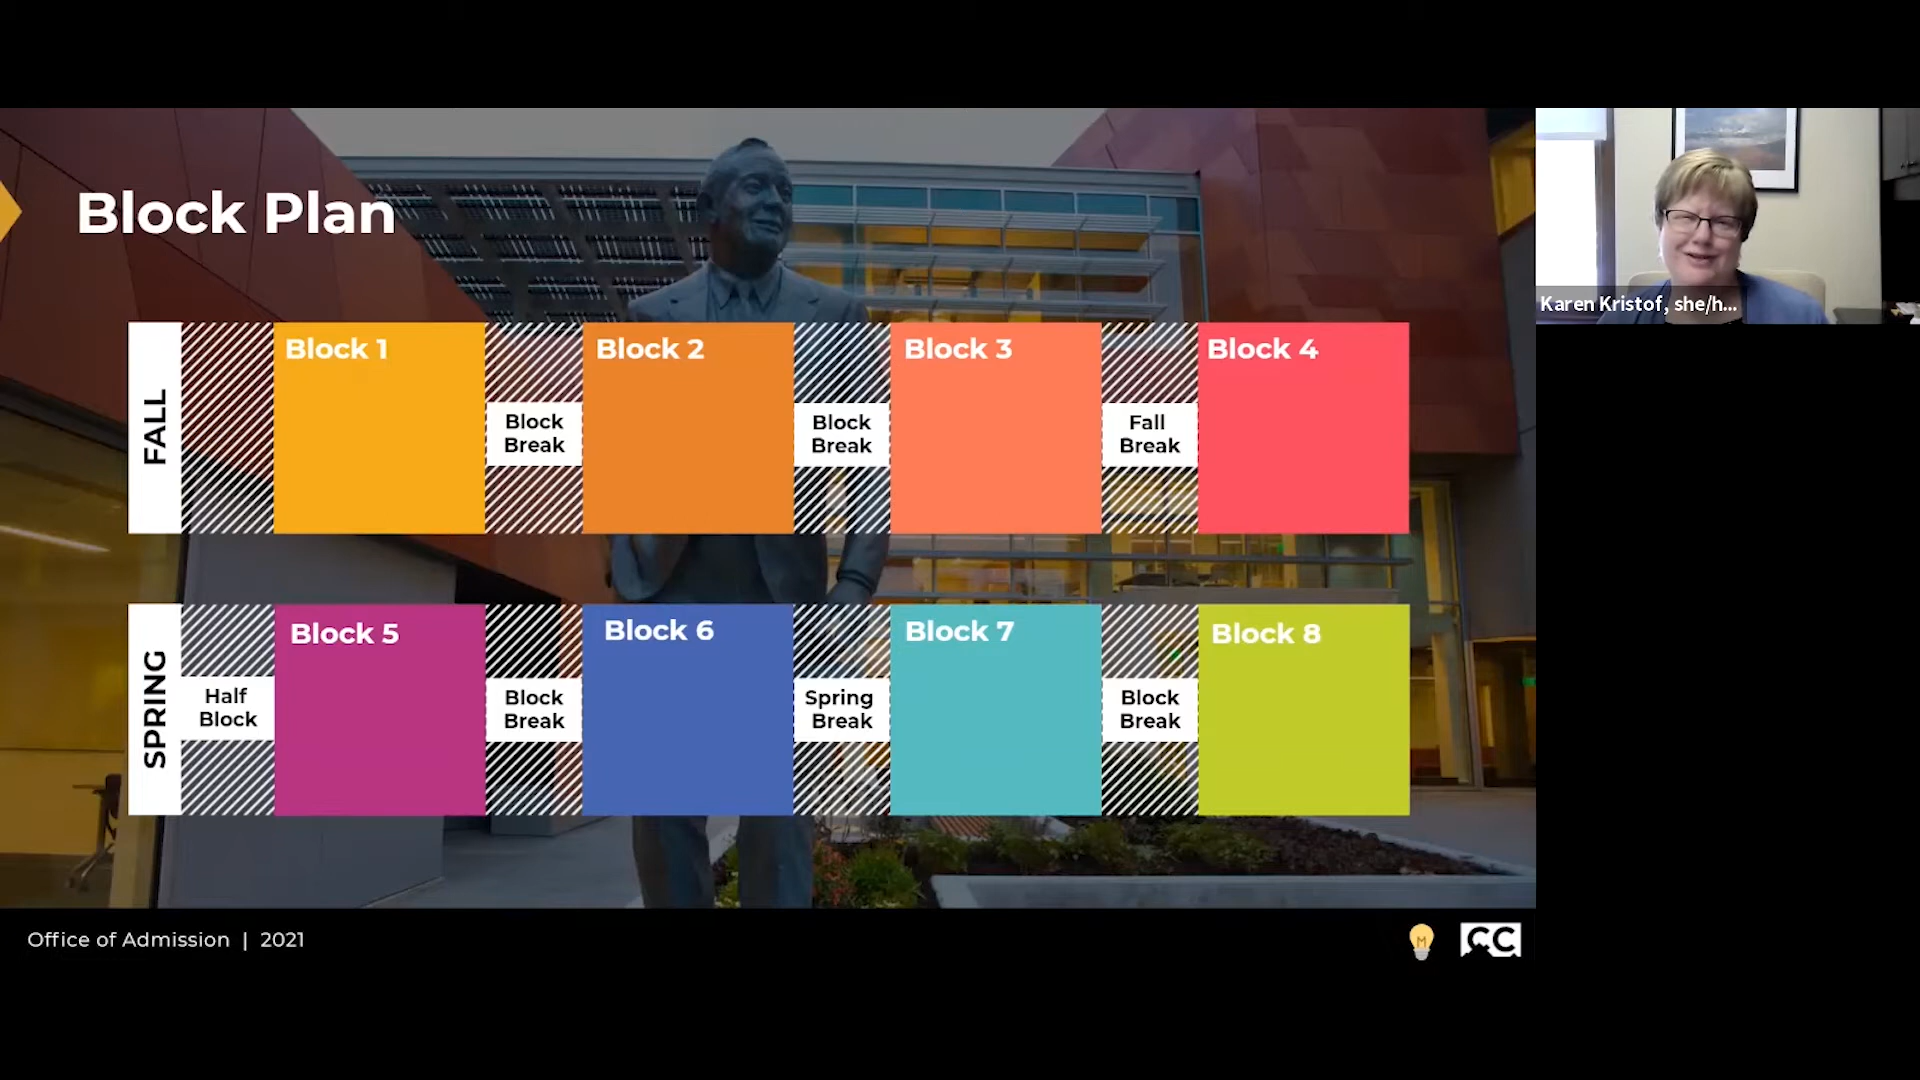 Block Plan
FALL
Block 1
Block
Break
Block 2
Block
Break
Block 3
Fall
Break
Block 4
SPRING
Half
Block
Block 5
Block
Break
Block 6
Spring
Break
Block 7
Block
Break
Block 8
Karen Kristof, she/h...
Office of Admission | 2021
M
CC